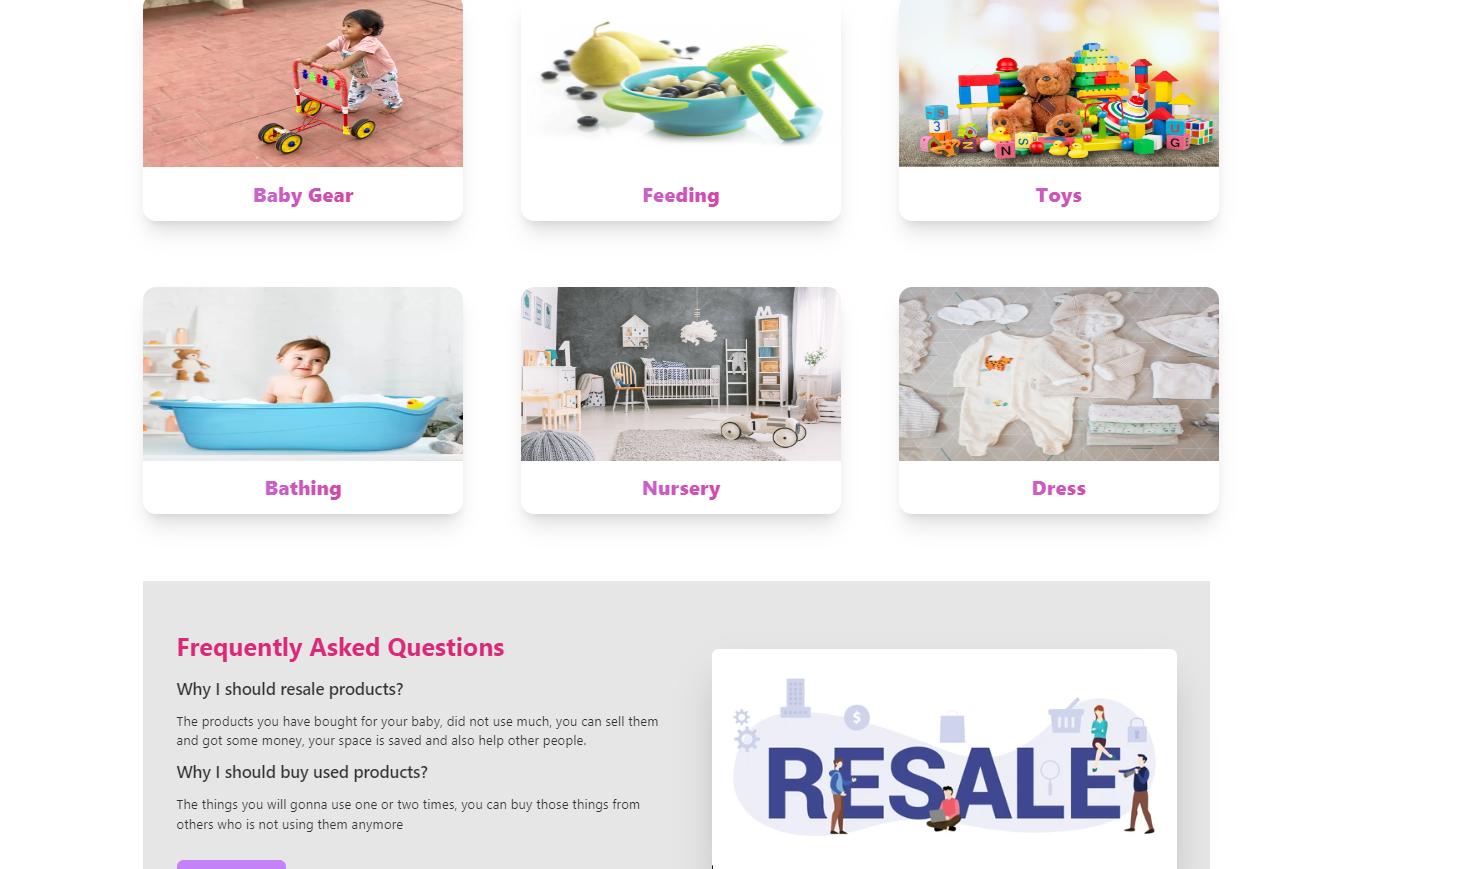 Baby Gear
Feeding
Toys
Bathing
Nursery
Dress
Frequently Asked Questions
Why I should resale products?
The products you have bought for your baby, did not use much, you can sell them
and got some money, your space is saved and also help other people.
Why I should buy used products?
The things you will gonna use one or two times, you can buy those things from
others who is not using them anymore
$
RESALE